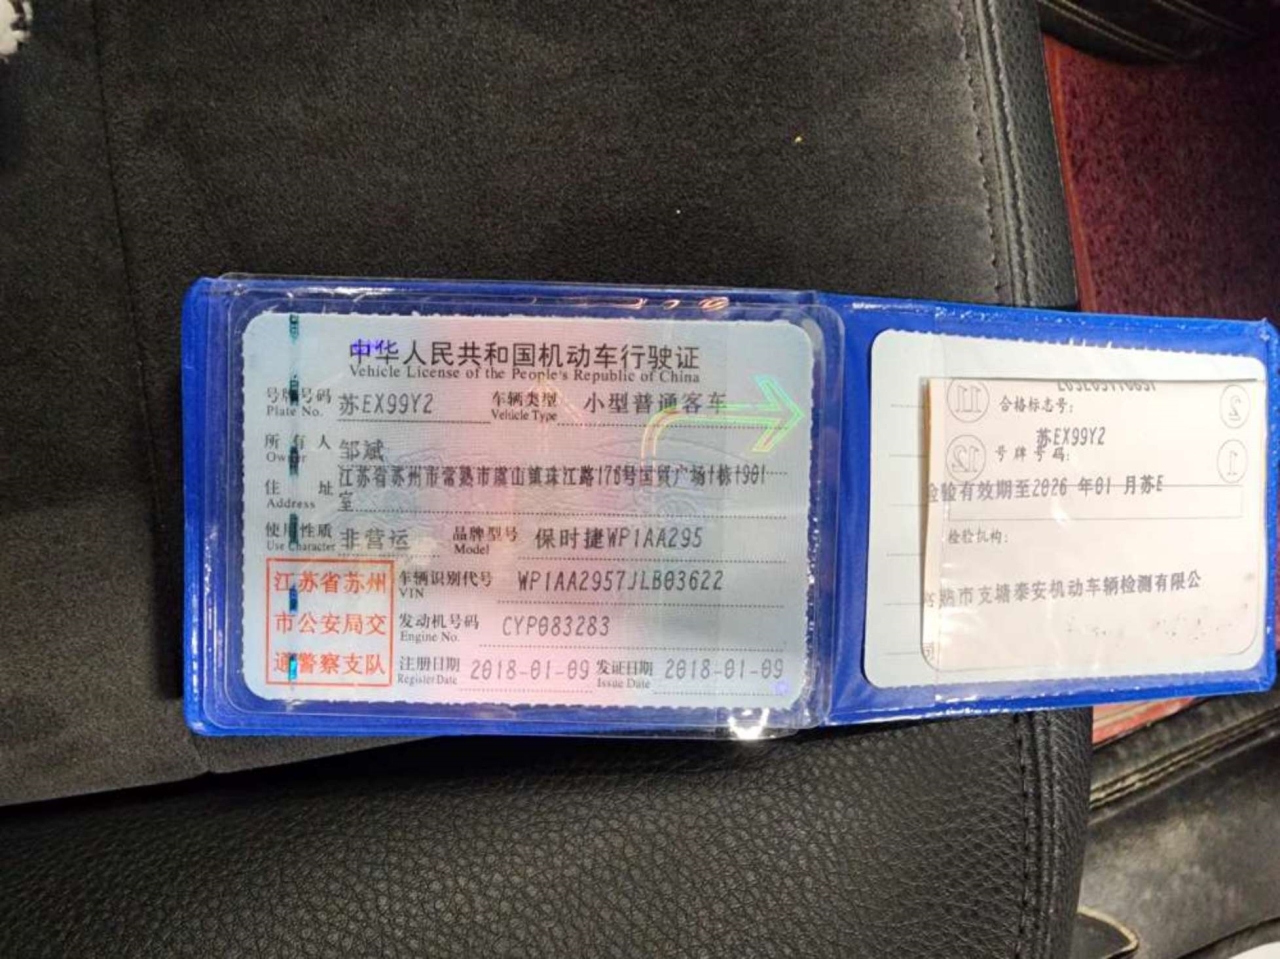 中华人民共和国机动车行驶证
Vehicle License of the People's Republic of China
号牌号码 苏EX99Y2 车辆类型 小型普通客车
Plate No. Vehicle Type
所有人 邹斌
Owner
住址 江苏省苏州市常熟市虞山镇珠江路176号国贸广场1栋1901
Address 室
使用性质 非营运 品牌型号 保时捷WP1AA295
Use Character Model
江苏省苏州
市公安局交
通警察支队
车辆识别代号 WP1AA2957JLB03622
VIN
发动机号码 CYP083283
Engine No.
注册日期 2018-01-09 发证日期 2018-01-09
Register Date Issue Date
11 合格标志号: 2
苏EX99Y2
12 号牌号码: 1
检验有效期至2026 年01 月苏E
检验机构:
熟市支塘泰安机动车辆检测有限公
司